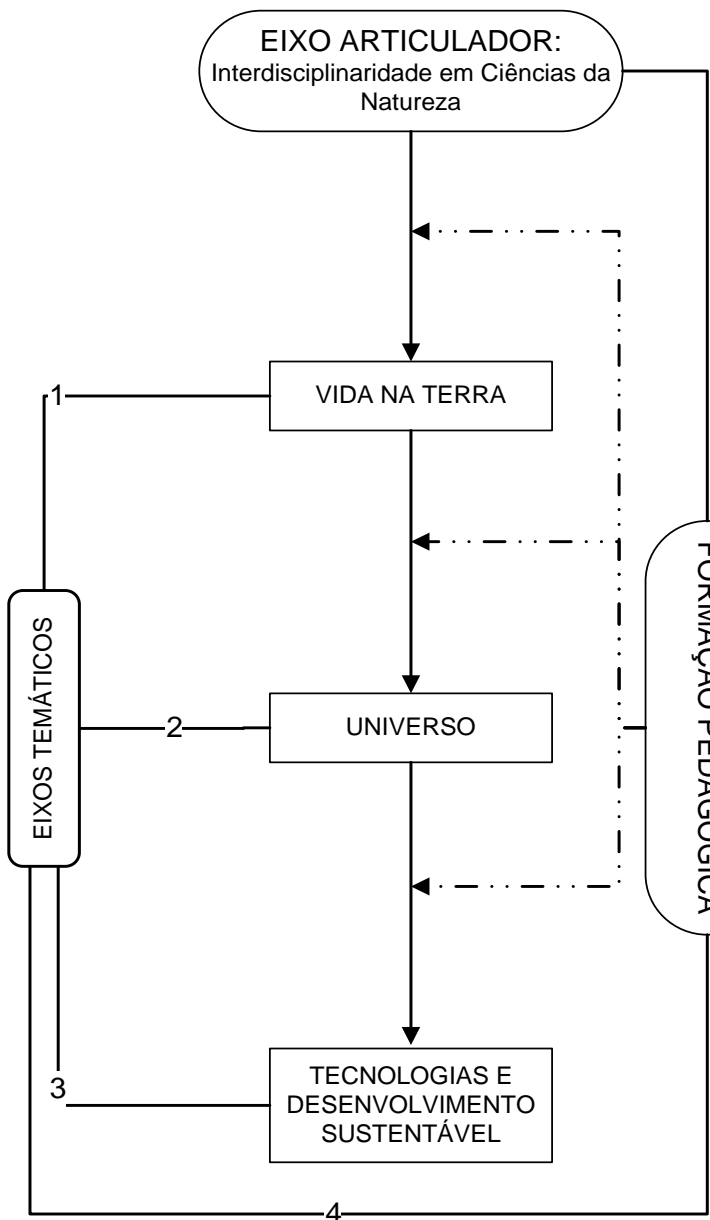 EIXO ARTICULADOR:
Interdisciplinaridade em Ciências da
Natureza
1
VIDA NA TERRA
FORMAÇÃO PEDAGÓGICA
EIXOS TEMÁTICOS
2
UNIVERSO
3
TECNOLOGIAS E
DESENVOLVIMENTO
SUSTENTÁVEL
4